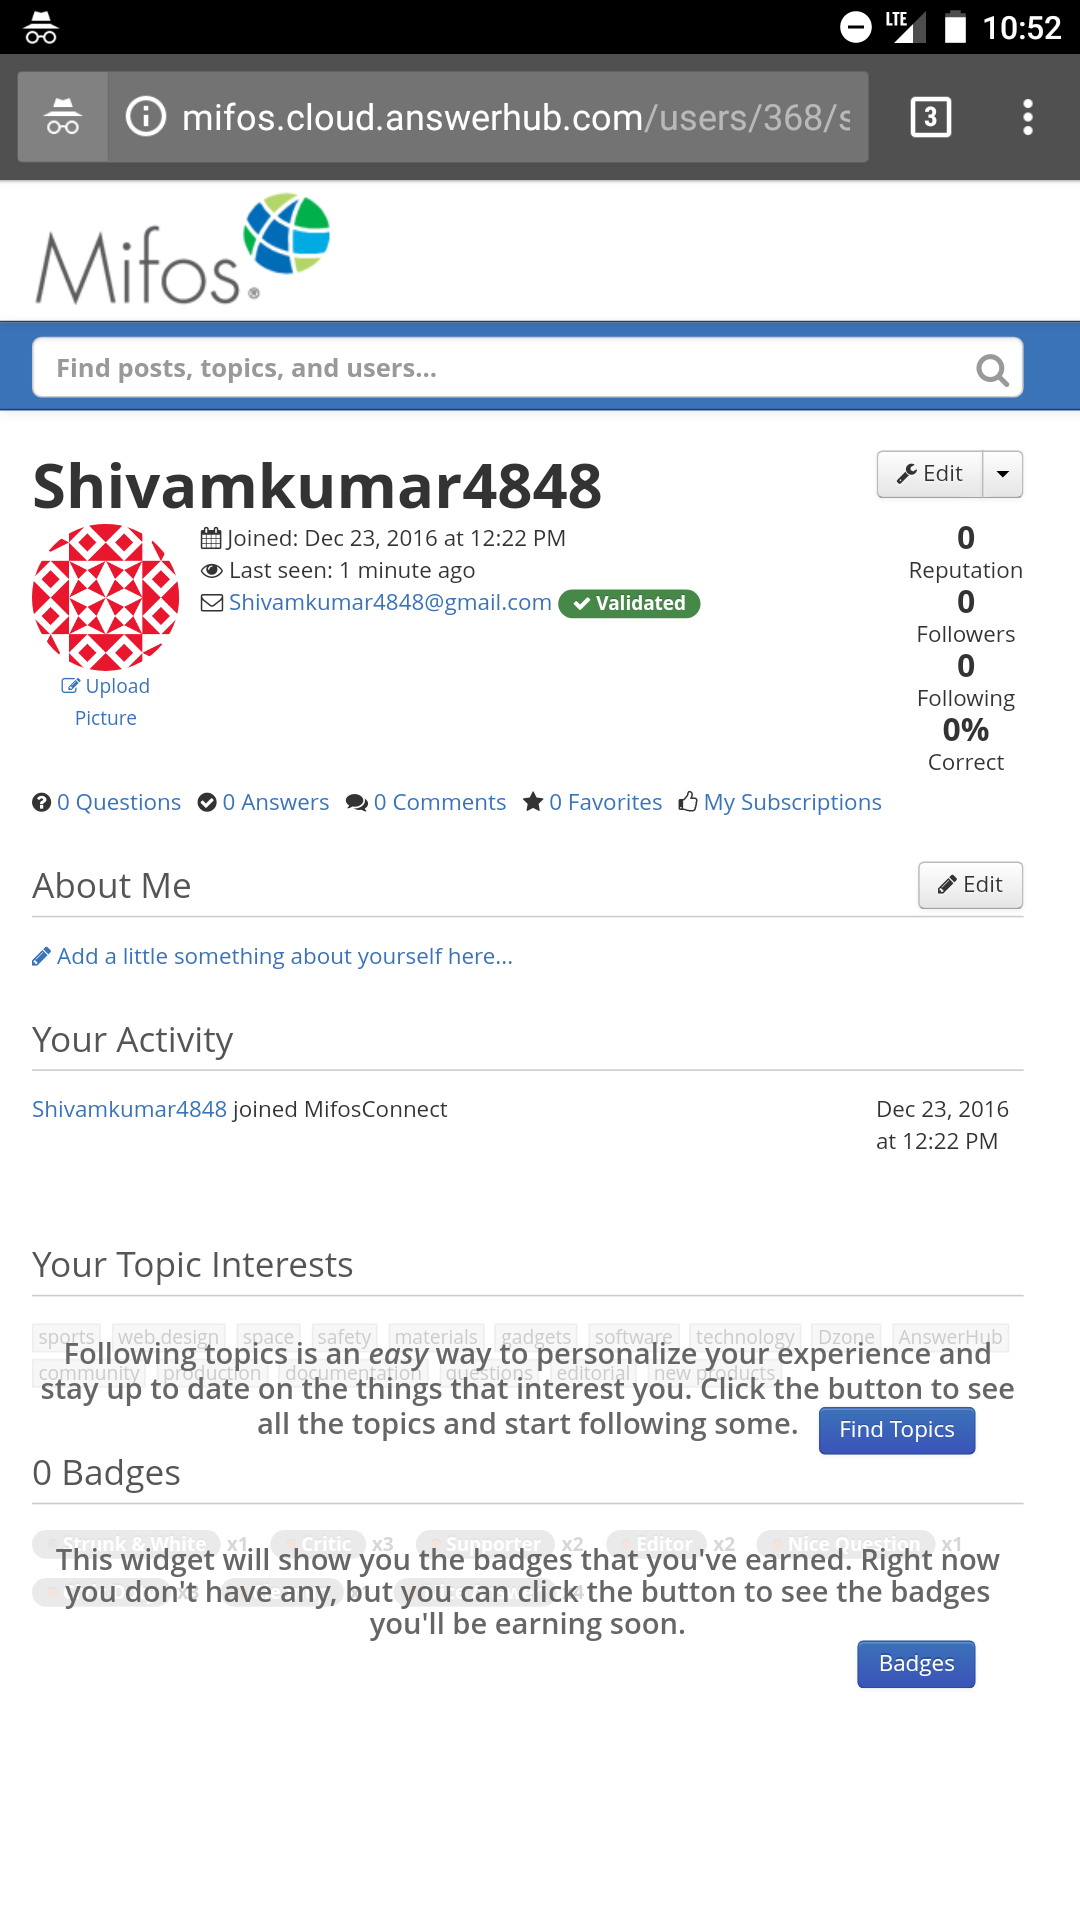 LTE 10:52
mifos.cloud.answerhub.com/users/368/s
3
Mifos®
Find posts, topics, and users...
Shivamkumar4848
Edit
Joined: Dec 23, 2016 at 12:22 PM
Last seen: 1 minute ago
Shivamkumar4848@gmail.com Validated
Upload
Picture
0
Reputation
0
Followers
0
Following
0%
Correct
0 Questions 0 Answers 0 Comments 0 Favorites My Subscriptions
About Me
Edit
Add a little something about yourself here...
Your Activity
Shivamkumar4848 joined MifosConnect
Dec 23, 2016
at 12:22 PM
Your Topic Interests
sports web design space safety materials gadgets software technology Dzone AnswerHub
Following topics is an easy way to personalize your experience and
community production documentation questions editorial new products
stay up to date on the things that interest you. Click the button to see
all the topics and start following some.
Find Topics
0 Badges
Strunk & White x1 Critic x3 Supporter x2 Editor x2 Nice Question x1
This widget will show you the badges that you've earned. Right now
you don't have any, but you can click the button to see the badges
you'll be earning soon.
Badges